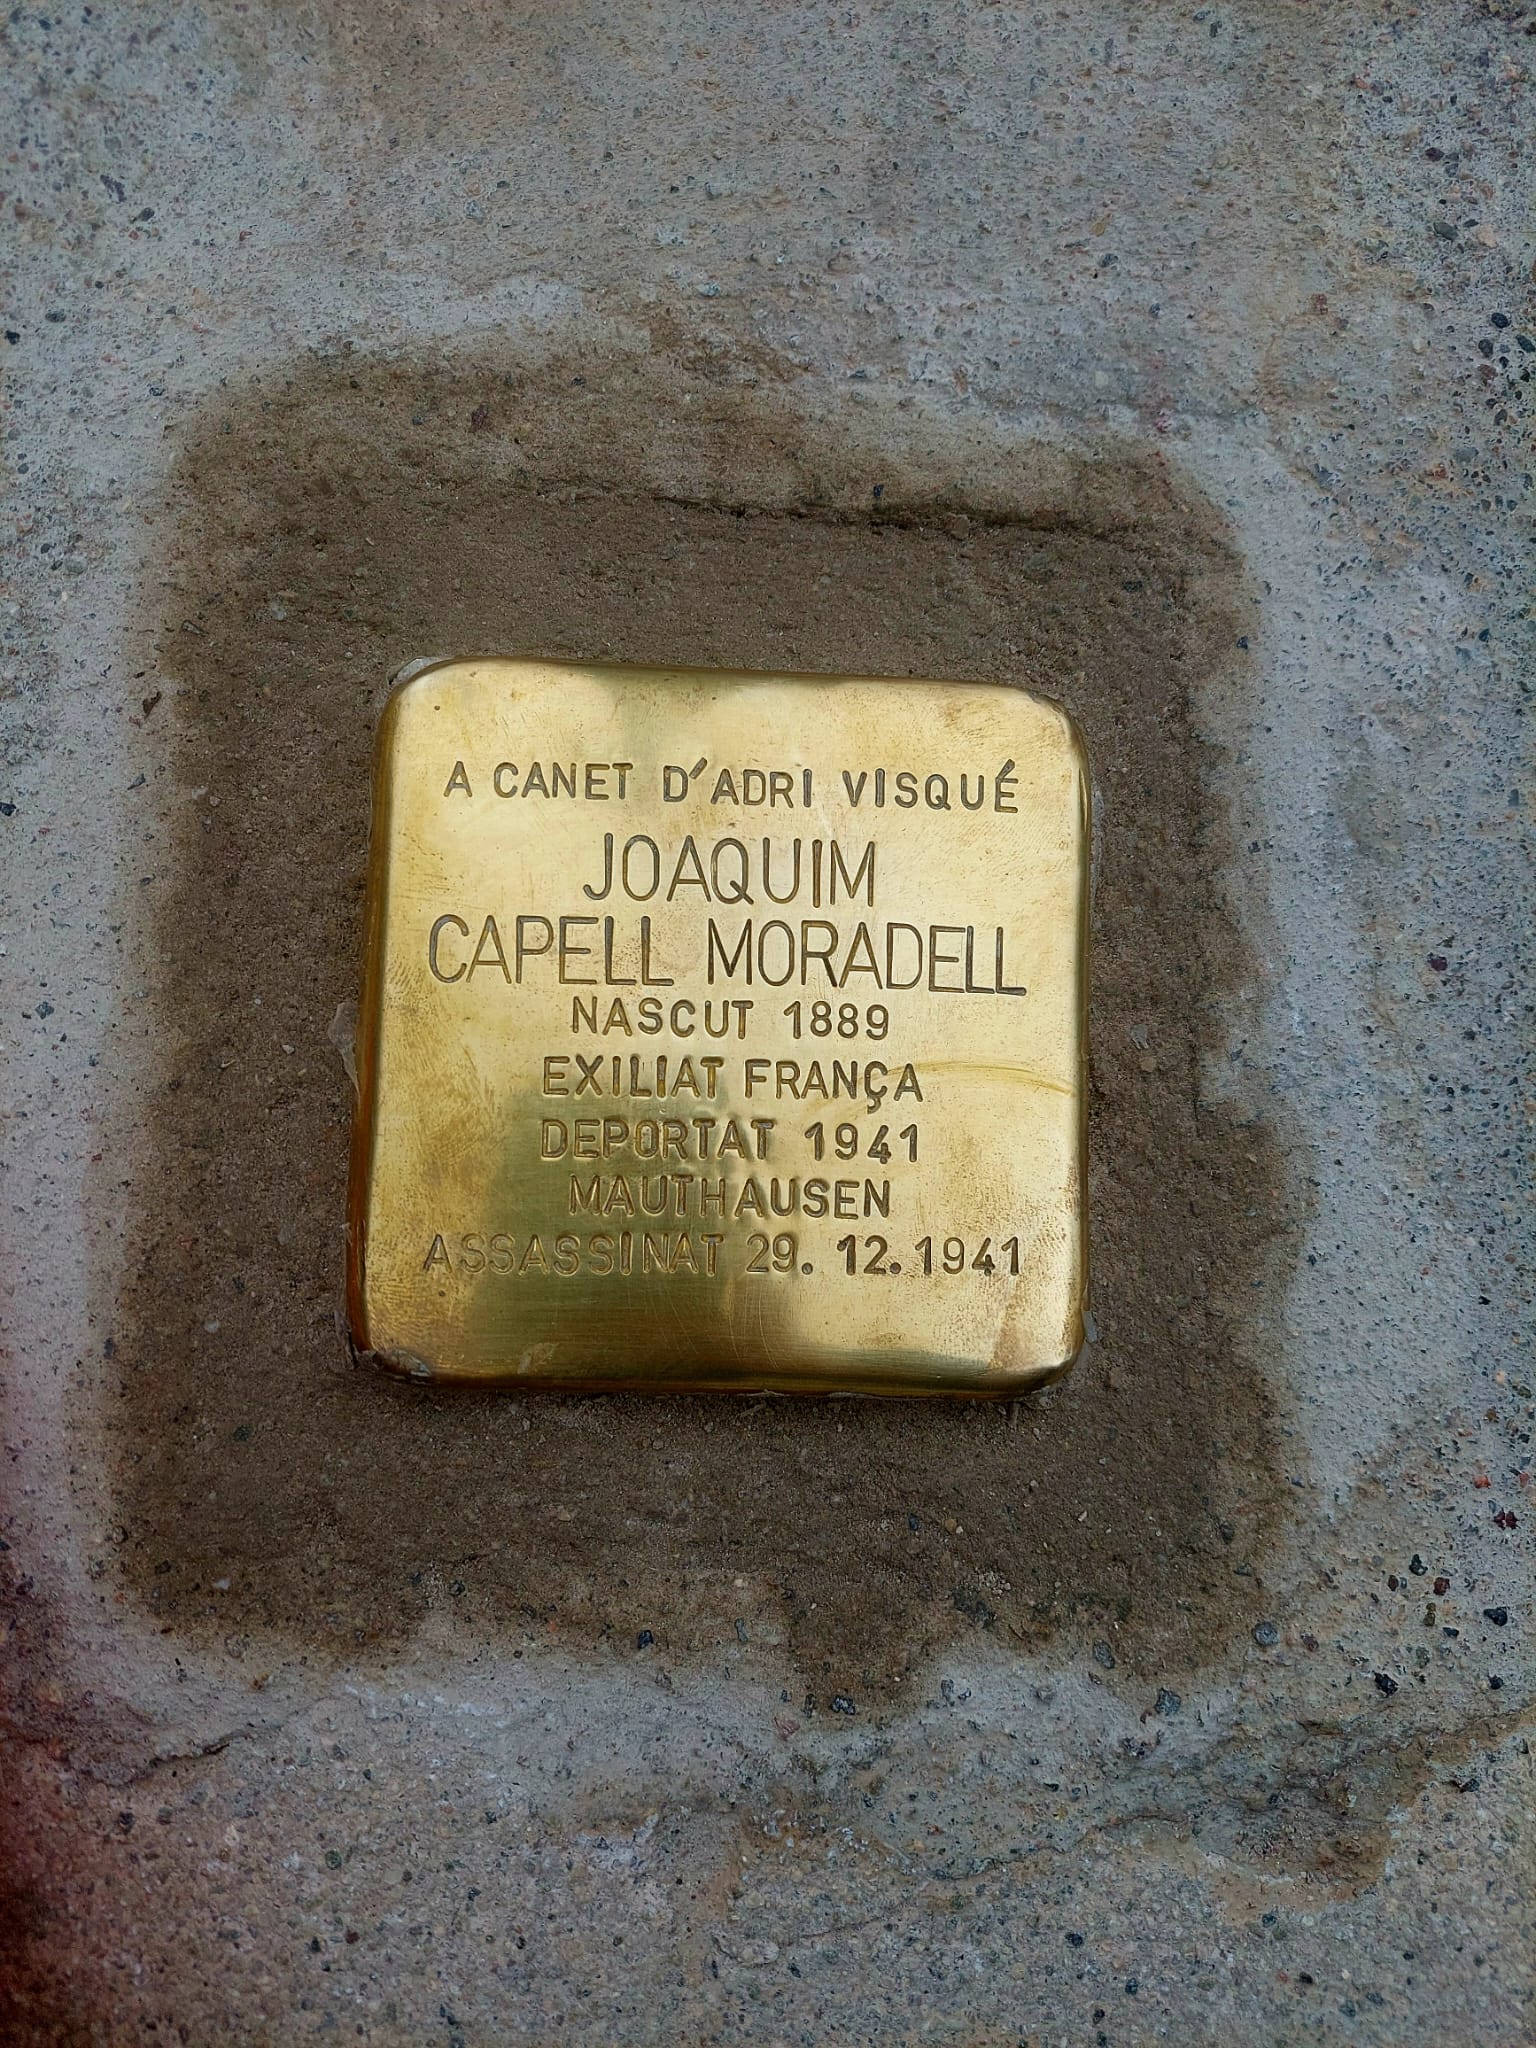 A CANET D'ADRI VISQUÉ
JOAQUIM
CAPELL MORADELL
NASCUT 1889
EXILIAT FRANÇA
DEPORTAT 1941
MAUTHAUSEN
ASSASSINAT 29. 12. 1941